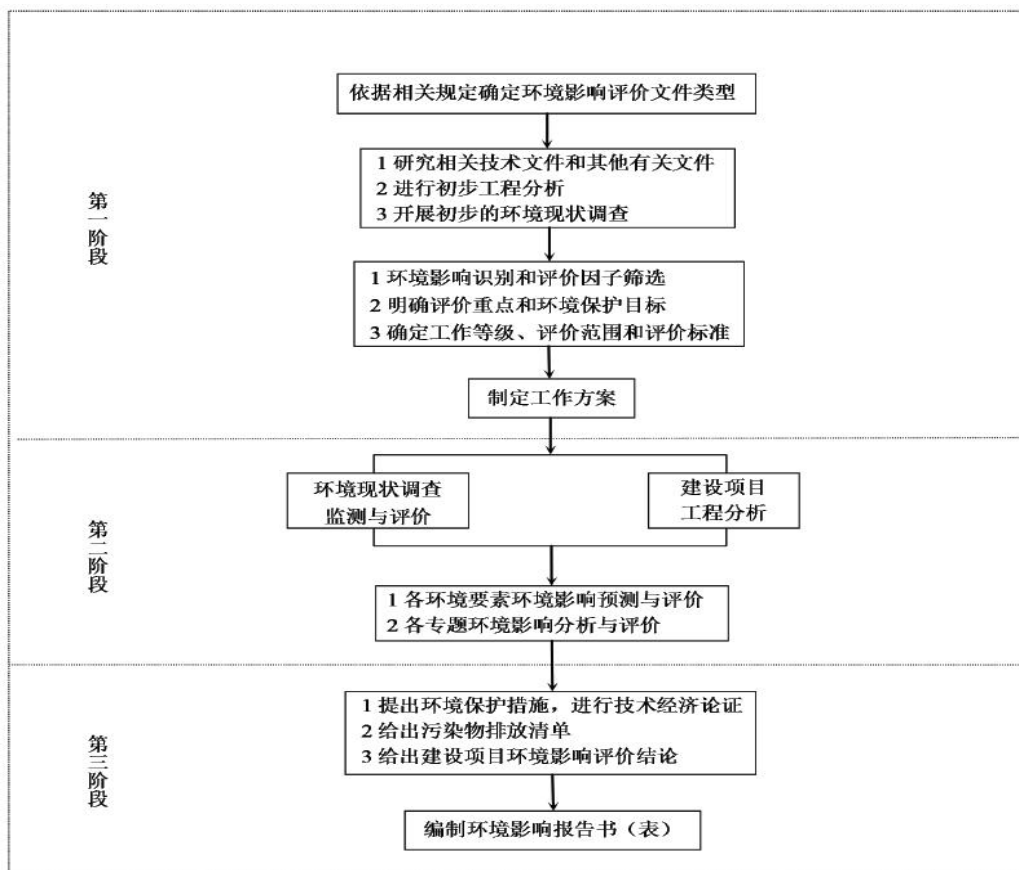 依据相关规定确定环境影响评价文件类型
1 研究相关技术文件和其他有关文件
2 进行初步工程分析
3 开展初步的环境现状调查
第一阶段
1 环境影响识别和评价因子筛选
2 明确评价重点和环境保护目标
3 确定工作等级、评价范围和评价标准
制定工作方案
第二阶段
环境现状调查
监测与评价
建设项目
工程分析
1 各环境要素环境影响预测与评价
2 各专题环境影响分析与评价
第三阶段
1 提出环境保护措施，进行技术经济论证
2 给出污染物排放清单
3 给出建设项目环境影响评价结论
编制环境影响报告书（表）